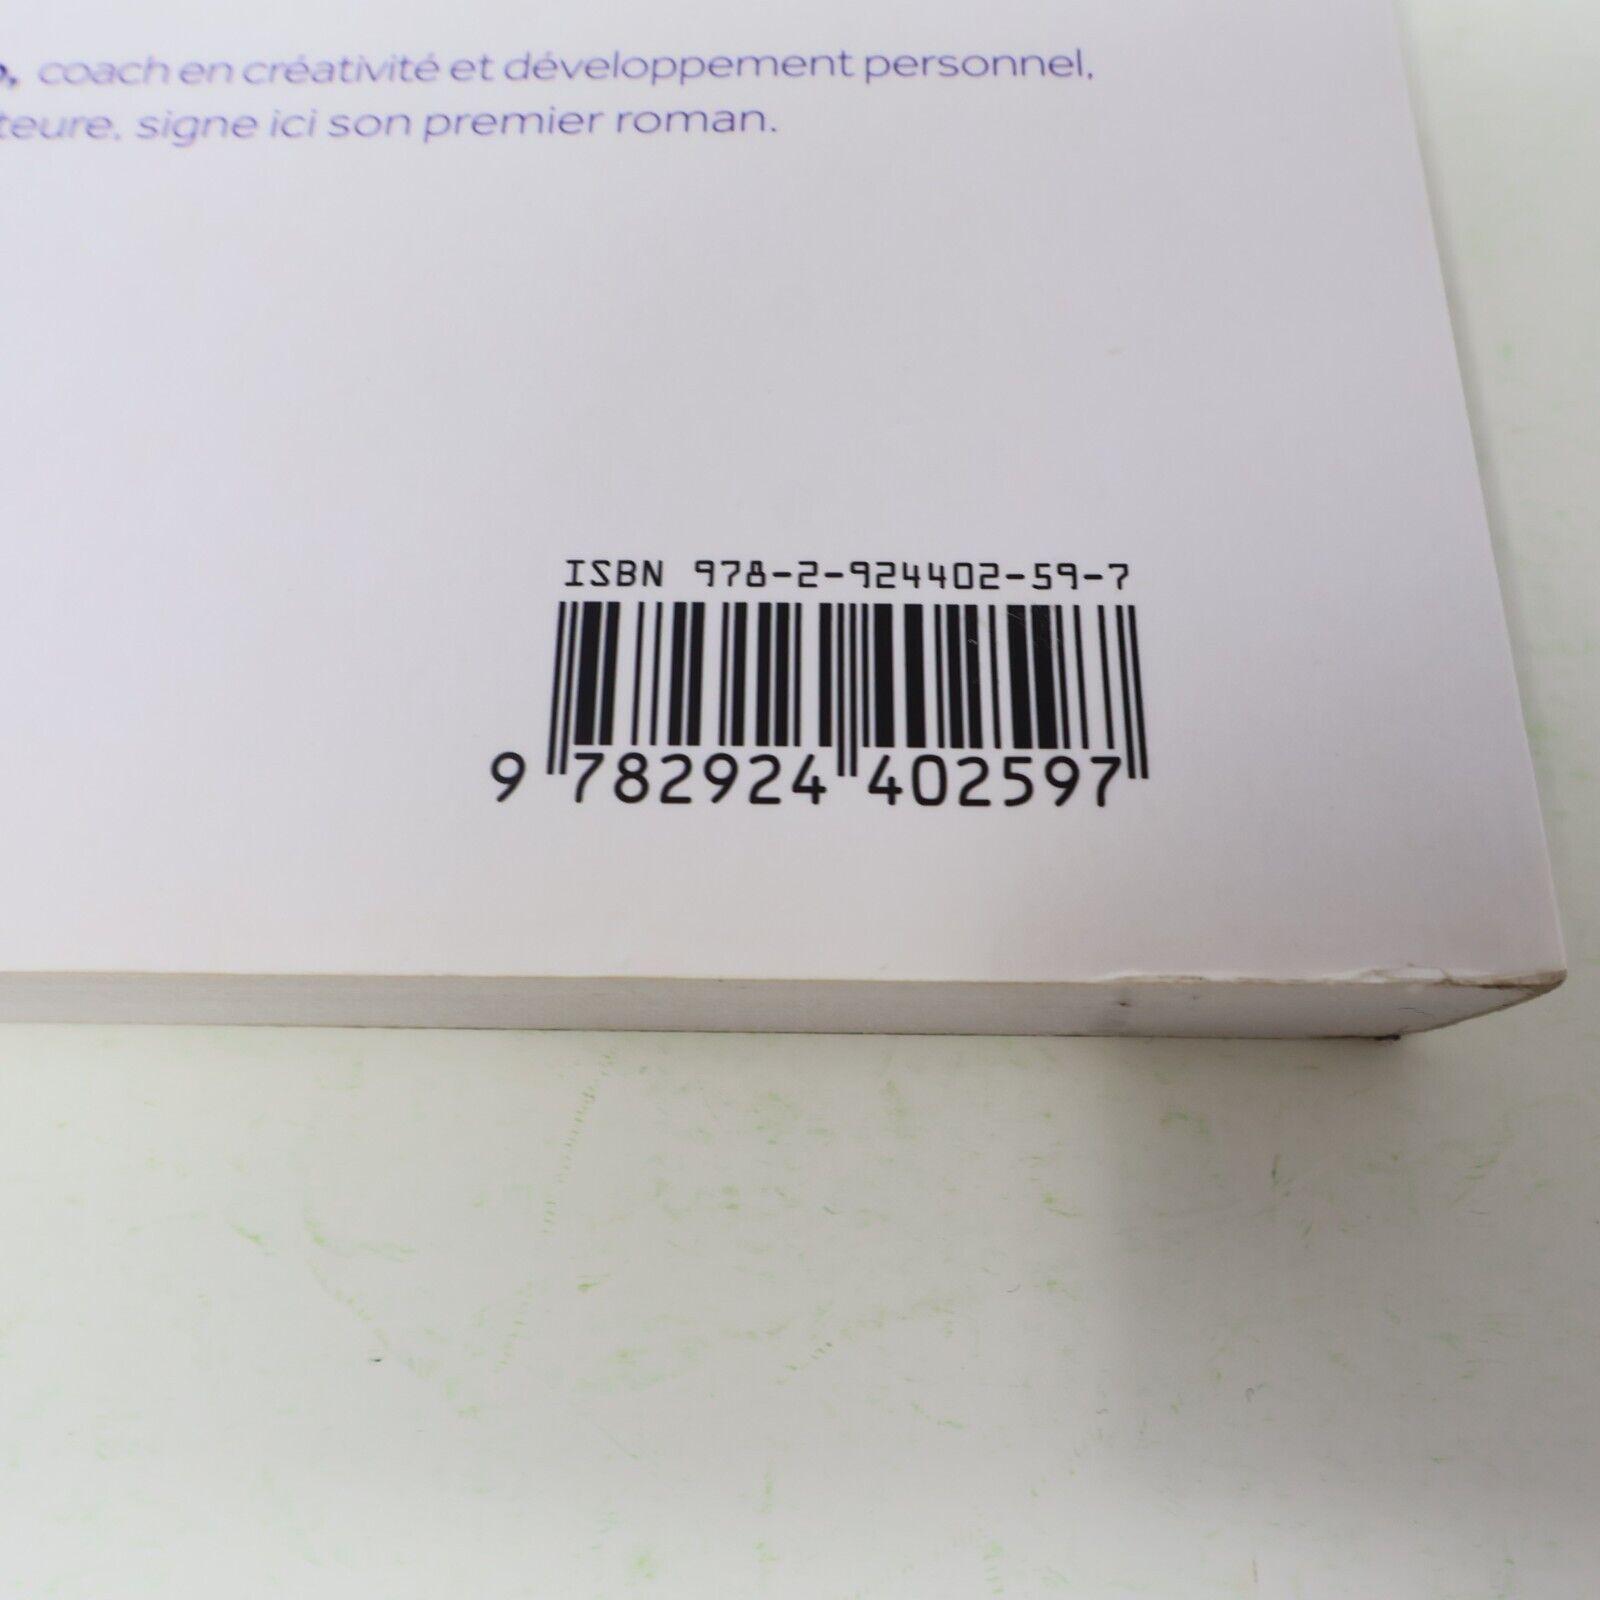 coach en créativité et développement personnel,
signe ici son premier roman.
ISBN 978-2-924402-59-7
9 782924 402597